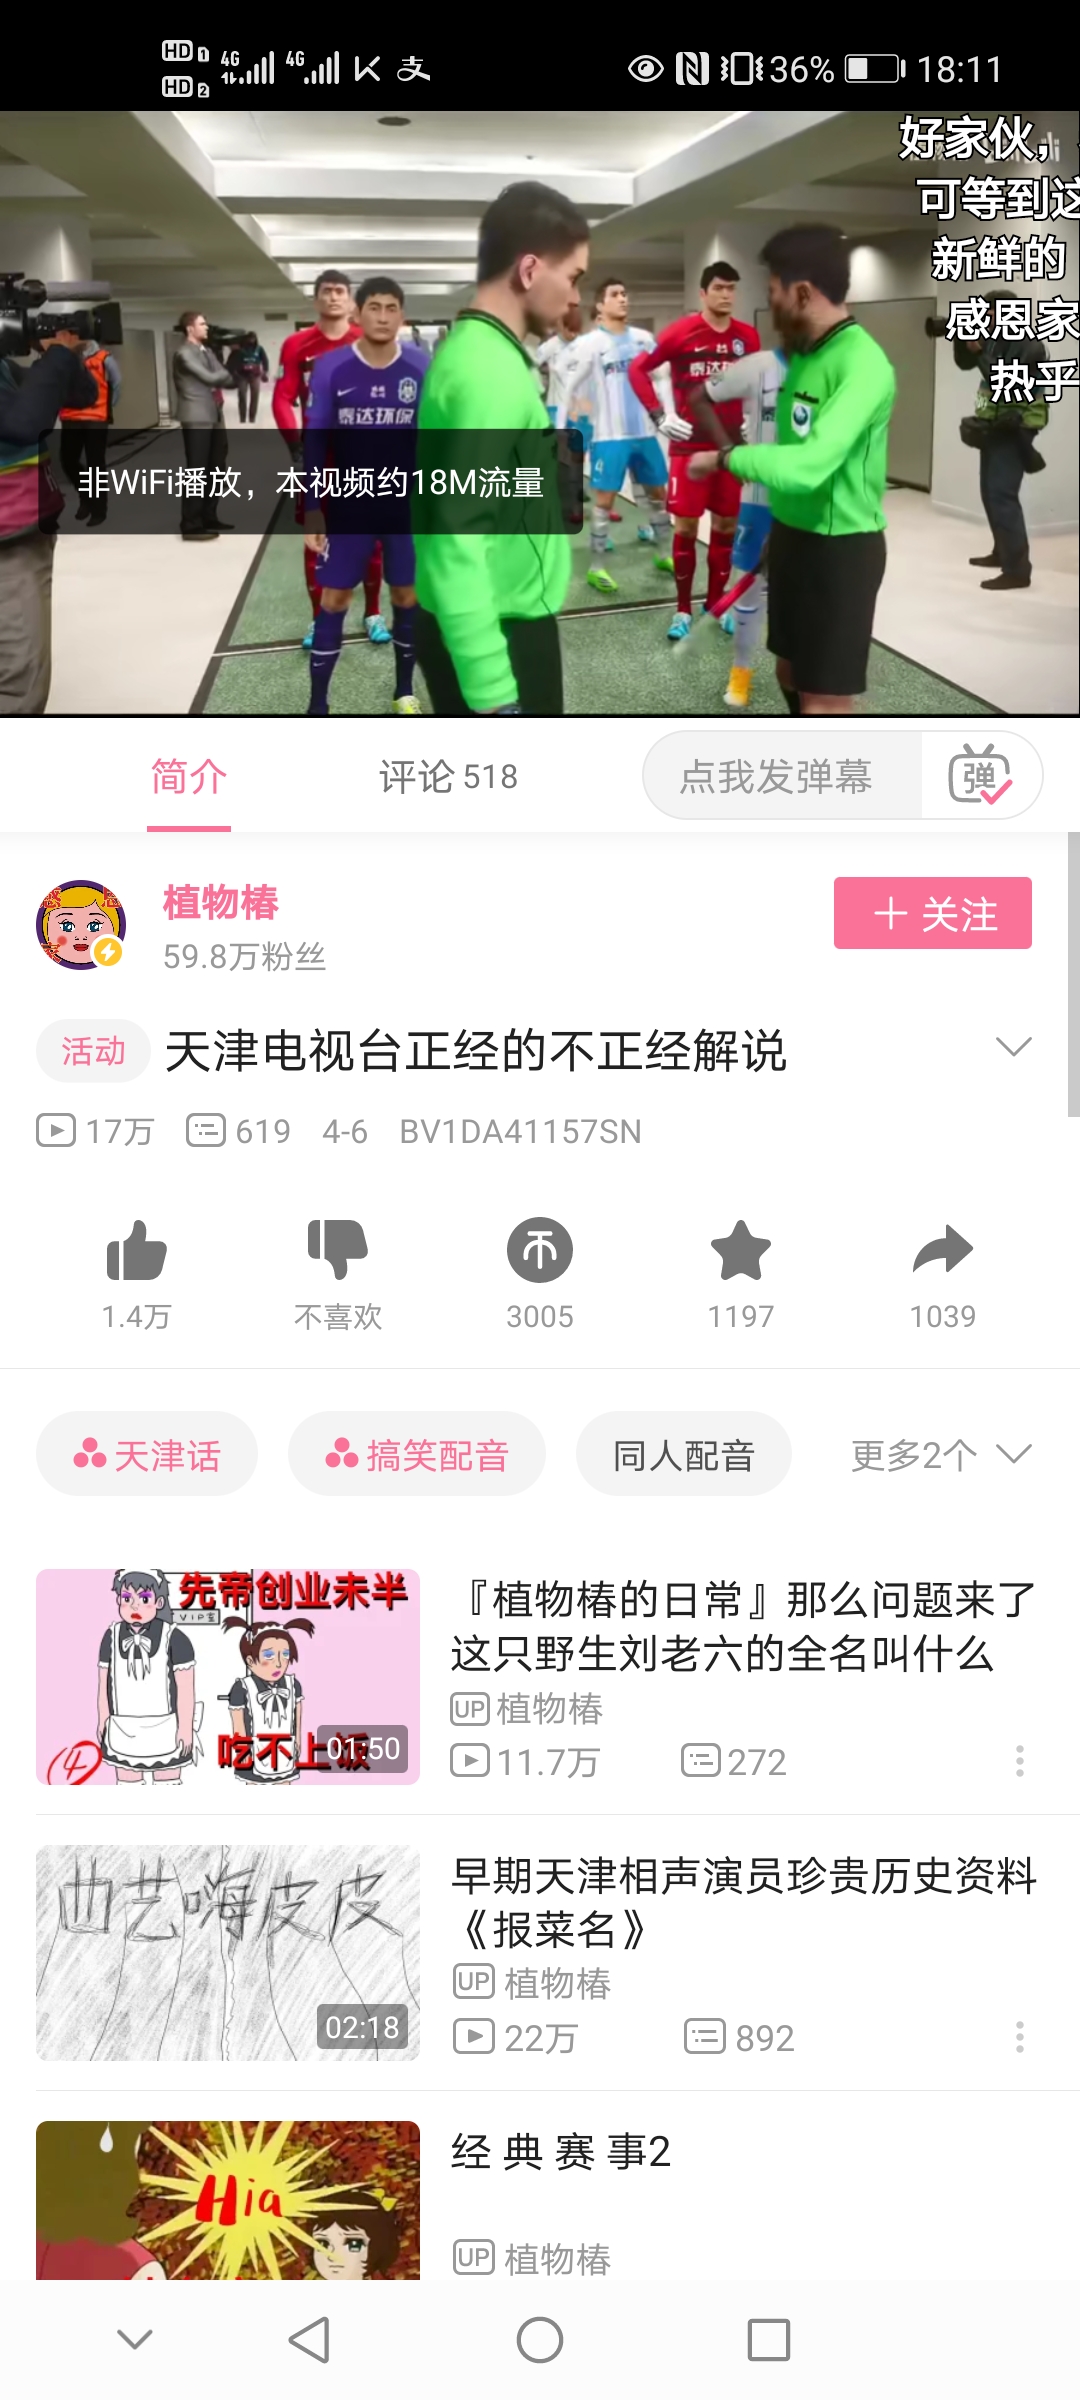 HD 1 4G 4G 36% 18:11
HD 2
好家伙，
可等到这
新鲜的
感恩家
热乎
泰达环保
非WiFi播放，本视频约18M流量
简介 评论 518 点我发弹幕 弹
植物椿
59.8万粉丝
＋关注
活动 天津电视台正经的不正经解说
17万 619 4-6 BV1DA41157SN
1.4万 不喜欢 3005 1197 1039
天津话 搞笑配音 同人配音 更多2个
先帝创业未半
VIP室
吃不上饭
01:50
『植物椿的日常』那么问题来了
这只野生刘老六的全名叫什么
UP 植物椿
11.7万 272
曲艺嗨皮皮
02:18
早期天津相声演员珍贵历史资料
《报菜名》
UP 植物椿
22万 892
Hia
经 典 赛 事2
UP 植物椿